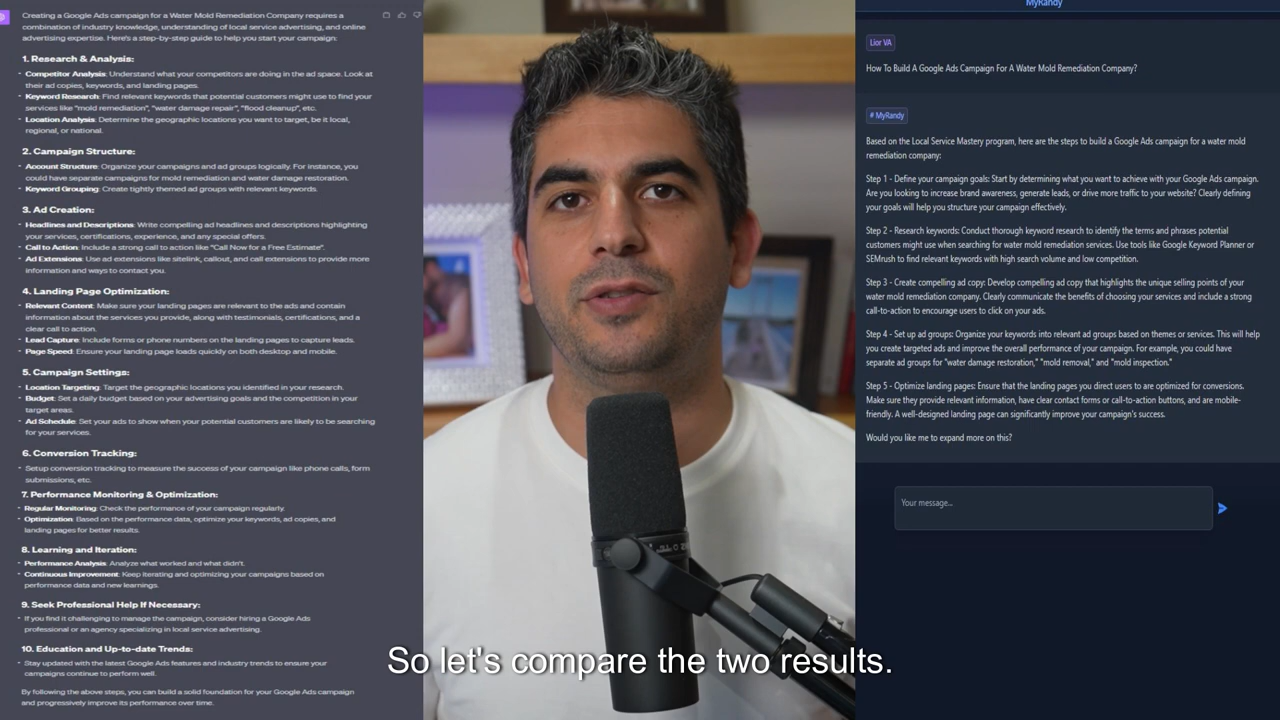 Creating a Google Ads campaign for a Water Mold Remediation Company requires a
combination of industry knowledge, understanding of local service advertising, and online
advertising expertise. Here's a step-by-step guide to help you start your campaign:
1. Research & Analysis:
- Competitor Analysis: Understand what your competitors are doing in the ad space. Look at
their ad copies, keywords, and landing pages.
- Keyword Research: Find relevant keywords that potential customers might use to find your
services like "mold remediation", "water damage repair", "flood cleanup", etc.
- Location Analysis: Determine the geographic locations you want to target, be it local,
regional, or national.
2. Campaign Structure:
- Account Structure: Organize your campaigns and ad groups logically. For instance, you
could have separate campaigns for mold remediation and water damage restoration.
- Keyword Grouping: Create tightly themed ad groups with relevant keywords.
3. Ad Creation:
- Headlines and Descriptions: Write compelling ad headlines and descriptions highlighting
your services, certifications, experience, and any special offers.
- Call to Action: Include a strong call to action like "Call Now for a Free Estimate".
- Ad Extensions: Use ad extensions like sitelink, callout, and call extensions to provide more
information and ways to contact you.
4. Landing Page Optimization:
- Relevant Content: Make sure your landing pages are relevant to the ads and contain
information about the services you provide, along with testimonials, certifications, and a
clear call to action.
- Lead Capture: Include forms or phone numbers on the landing pages to capture leads.
- Page Speed: Ensure your landing page loads quickly on both desktop and mobile.
5. Campaign Settings:
- Location Targeting: Target the geographic locations you identified in your research.
- Budget: Set a daily budget based on your advertising goals and the competition in your
target areas.
- Ad Schedule: Set your ads to show when your potential customers are likely to be searching
for your services.
6. Conversion Tracking:
- Setup conversion tracking to measure the success of your campaign like phone calls, form
submissions, etc.
7. Performance Monitoring & Optimization:
- Regular Monitoring: Check the performance of your campaign regularly.
- Optimization: Based on the performance data, optimize your keywords, ad copies, and
landing pages for better results.
8. Learning and Iteration:
- Performance Analysis: Analyze what worked and what didn't.
- Continuous Improvement: Keep iterating and optimizing your campaigns based on
performance data and new learnings.
9. Seek Professional Help If Necessary:
- If you find it challenging to manage the campaign, consider hiring a Google Ads
professional or an agency specializing in local service advertising.
10. Education and Up-to-date Trends:
- Stay updated with the latest Google Ads features and industry trends to ensure your
campaigns continue to perform well.
By following the above steps, you can build a solid foundation for your Google Ads campaign
and progressively improve its performance over time.
MyRandy
Lior VA
How To Build A Google Ads Campaign For A Water Mold Remediation Company?
# MyRandy
Based on the Local Service Mastery program, here are the steps to build a Google Ads campaign for a water mold
remediation company:
Step 1 - Define your campaign goals: Start by determining what you want to achieve with your Google Ads campaign.
Are you looking to increase brand awareness, generate leads, or drive more traffic to your website? Clearly defining
your goals will help you structure your campaign effectively.
Step 2 - Research keywords: Conduct thorough keyword research to identify the terms and phrases potential
customers might use when searching for water mold remediation services. Use tools like Google Keyword Planner or
SEMrush to find relevant keywords with high search volume and low competition.
Step 3 - Create compelling ad copy: Develop compelling ad copy that highlights the unique selling points of your
water mold remediation company. Clearly communicate the benefits of choosing your services and include a strong
call-to-action to encourage users to click on your ads.
Step 4 - Set up ad groups: Organize your keywords into relevant ad groups based on themes or services. This will help
you create targeted ads and improve the overall performance of your campaign. For example, you could have
separate ad groups for "water damage restoration," "mold removal," and "mold inspection."
Step 5 - Optimize landing pages: Ensure that the landing pages you direct users to are optimized for conversions.
Make sure they provide relevant information, have clear contact forms or call-to-action buttons, and are mobile-
friendly. A well-designed landing page can significantly improve your campaign's success.
Would you like me to expand more on this?
Your message...
So let's compare the two results.